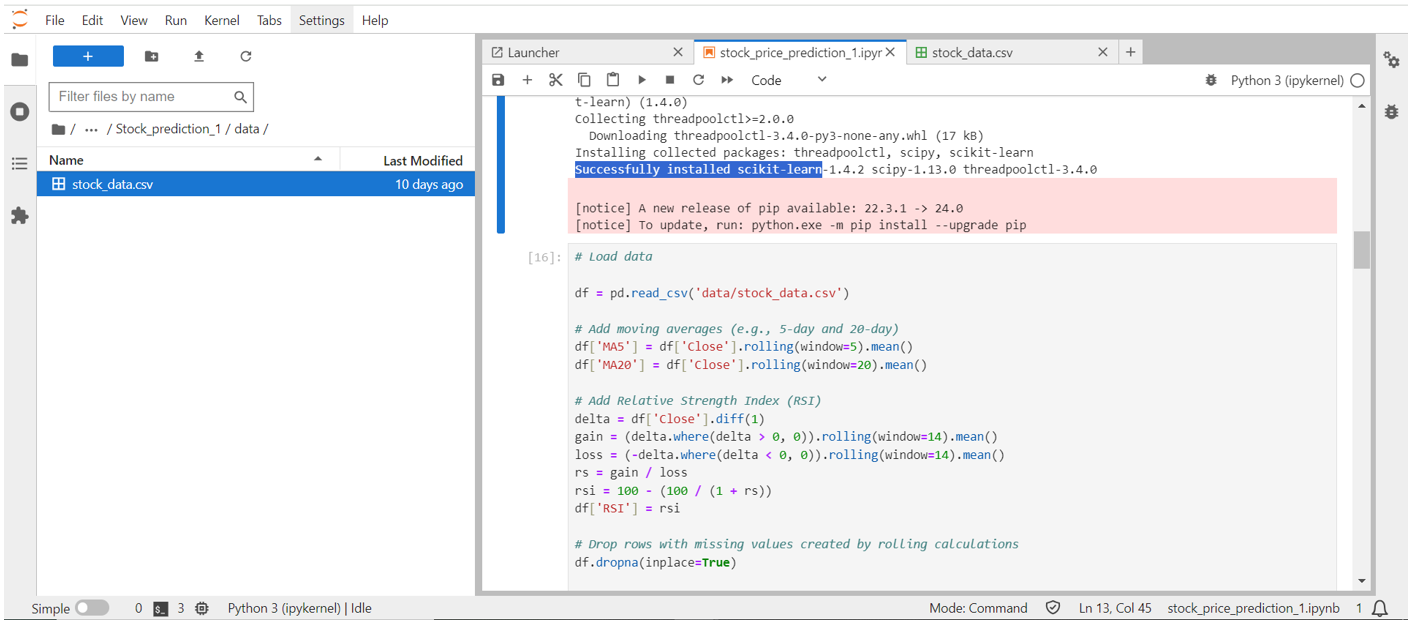 File Edit View Run Kernel Tabs Settings Help
+
Filter files by name
/ ... / Stock_prediction_1 / data /
Name Last Modified
stock_data.csv 10 days ago
Launcher stock_price_prediction_1.ipyr stock_data.csv
Code Python 3 (ipykernel)
t-learn) (1.4.0)
Collecting threadpoolctl>=2.0.0
  Downloading threadpoolctl-3.4.0-py3-none-any.whl (17 kB)
Installing collected packages: threadpoolctl, scipy, scikit-learn
Successfully installed scikit-learn-1.4.2 scipy-1.13.0 threadpoolctl-3.4.0
[notice] A new release of pip available: 22.3.1 -> 24.0
[notice] To update, run: python.exe -m pip install --upgrade pip
[16]: # Load data
df = pd.read_csv('data/stock_data.csv')
# Add moving averages (e.g., 5-day and 20-day)
df['MA5'] = df['Close'].rolling(window=5).mean()
df['MA20'] = df['Close'].rolling(window=20).mean()
# Add Relative Strength Index (RSI)
delta = df['Close'].diff(1)
gain = (delta.where(delta > 0, 0)).rolling(window=14).mean()
loss = (-delta.where(delta < 0, 0)).rolling(window=14).mean()
rs = gain / loss
rsi = 100 - (100 / (1 + rs))
df['RSI'] = rsi
# Drop rows with missing values created by rolling calculations
df.dropna(inplace=True)
Simple 0 3 Python 3 (ipykernel) | Idle Mode: Command Ln 13, Col 45 stock_price_prediction_1.ipynb 1